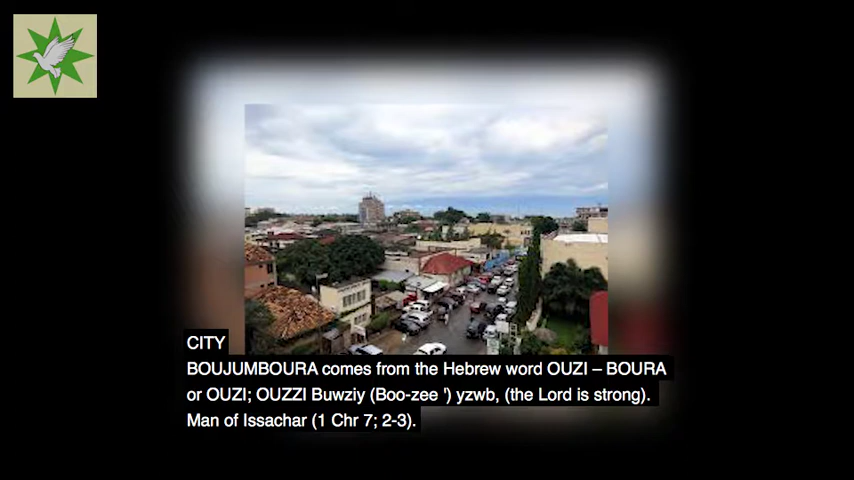 CITY
BOUJUMBOURA comes from the Hebrew word OUZI – BOURA
or OUZI; OUZZI Buwziy (Boo-zee ') yzwb, (the Lord is strong).
Man of Issachar (1 Chr 7; 2-3).